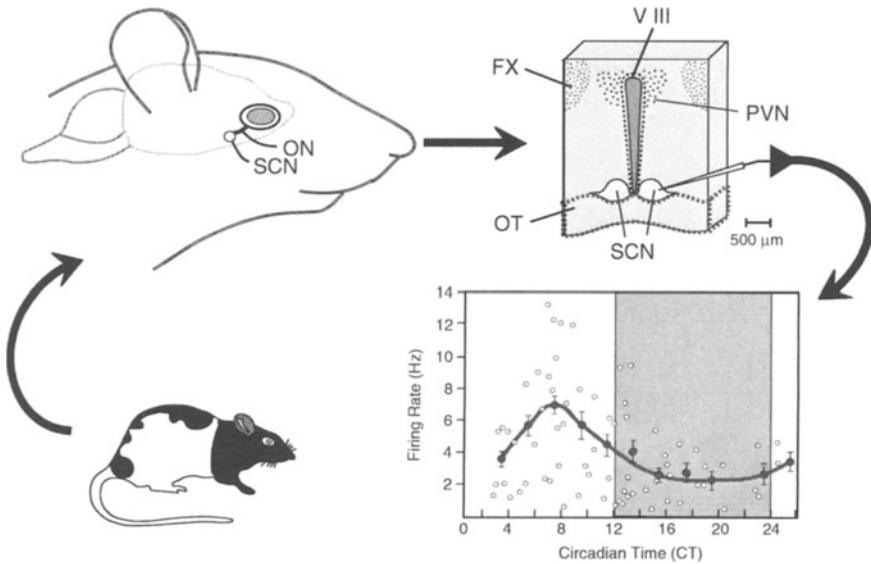 ON
SCN
V III
FX
PVN
OT
SCN
500 μm
14
12
10
8
6
4
2
Firing Rate (Hz)
0 4 8 12 16 20 24
Circadian Time (CT)